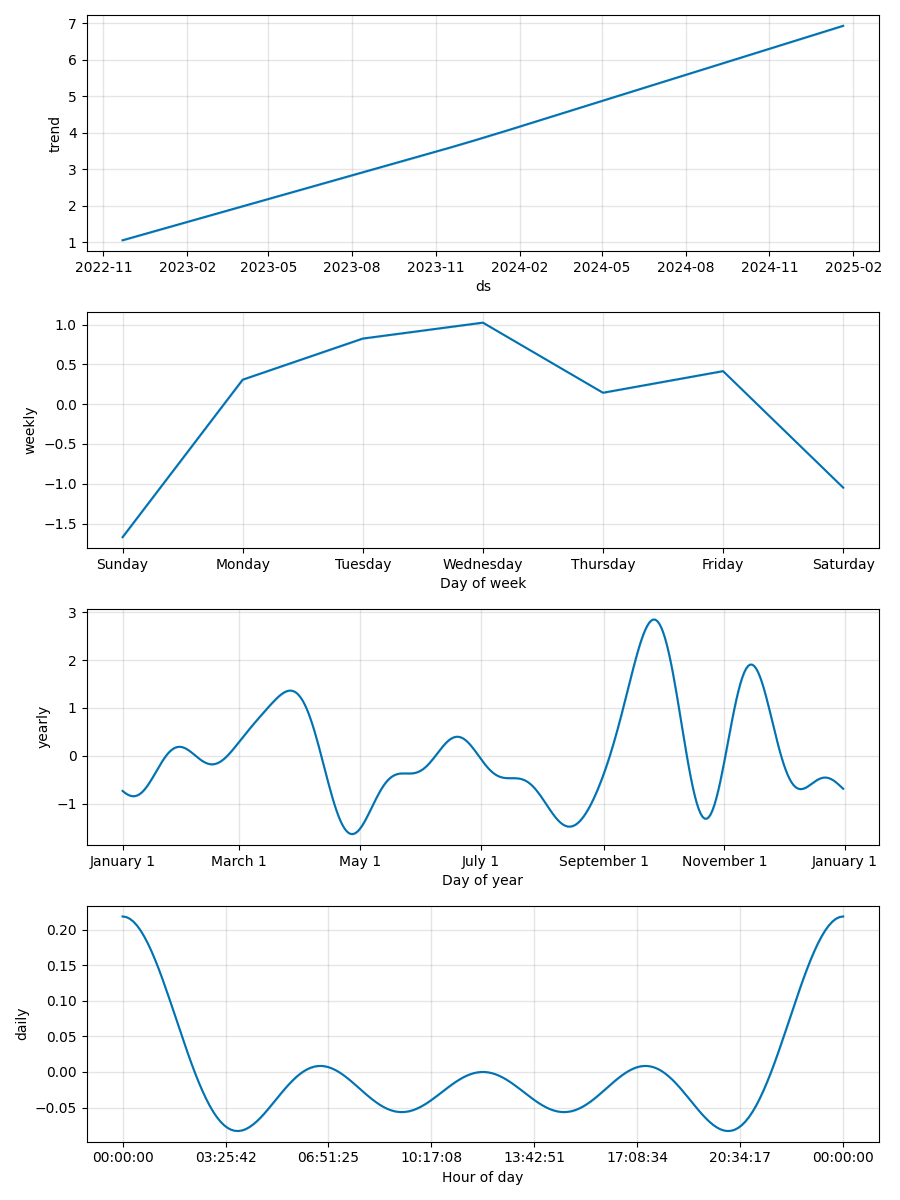 7
6
5
4
3
2
1
trend
2022-11 2023-02 2023-05 2023-08 2023-11 2024-02 2024-05 2024-08 2024-11 2025-02
ds
1.0
0.5
0.0
−0.5
−1.0
−1.5
weekly
Sunday Monday Tuesday Wednesday Thursday Friday Saturday
Day of week
3
2
1
0
−1
yearly
January 1 March 1 May 1 July 1 September 1 November 1 January 1
Day of year
0.20
0.15
0.10
0.05
0.00
−0.05
daily
00:00:00 03:25:42 06:51:25 10:17:08 13:42:51 17:08:34 20:34:17 00:00:00
Hour of day